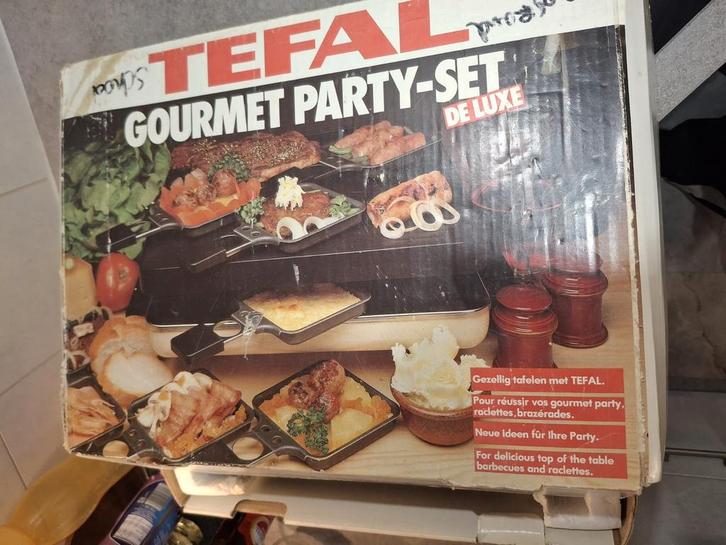 TEFAL
GOURMET PARTY-SET
DE LUXE
Gezellig tafelen met TEFAL.
Pour réussir vos gourmet party,
raclettes, brazérades.
Neue Ideen für Ihre Party.
For delicious top of the table
barbecues and raclettes.